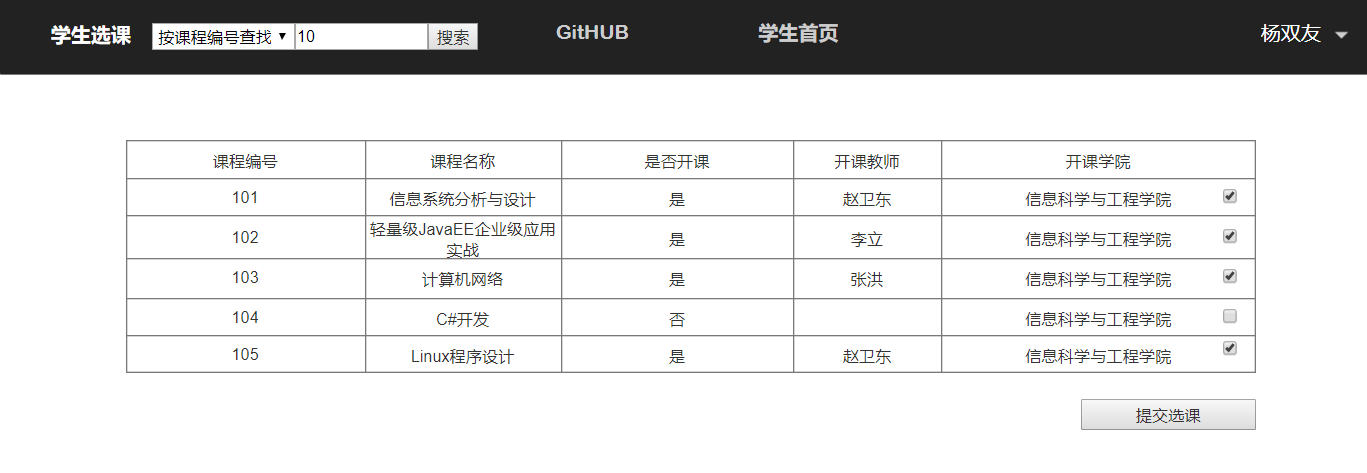 学生选课 按课程编号查找 10 搜索 GitHUB 学生首页 杨双友
课程编号 课程名称 是否开课 开课教师 开课学院
101 信息系统分析与设计 是 赵卫东 信息科学与工程学院
102 轻量级JavaEE企业级应用
实战 是 李立 信息科学与工程学院
103 计算机网络 是 张洪 信息科学与工程学院
104 C#开发 否 信息科学与工程学院
105 Linux程序设计 是 赵卫东 信息科学与工程学院
提交选课